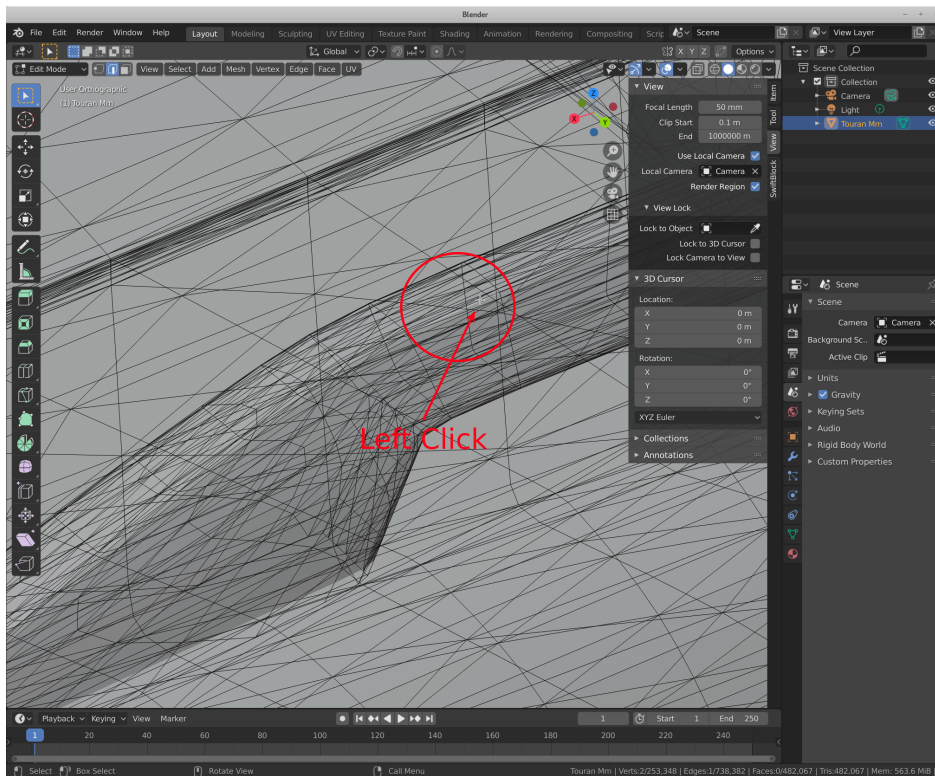 Blender
File Edit Render Window Help Layout Modeling Sculpting UV Editing Texture Paint Shading Animation Rendering Compositing Scrip Scene View Layer
Global X Y Z Options
Edit Mode View Select Add Mesh Vertex Edge Face UV
User Orthographic
(1) Touran Mm
Z
X
Y
View
Focal Length 50 mm
Clip Start 0.1 m
End 1000000 m
Use Local Camera
Local Camera Camera
Render Region
View Lock
Lock to Object
Lock to 3D Cursor
Lock Camera to View
3D Cursor
Location:
X 0 m
Y 0 m
Z 0 m
Rotation:
X 0°
Y 0°
Z 0°
XYZ Euler
Collections
Annotations
Item
Tool
View
SwiftBlock
Left Click
Scene Collection
Collection
Camera
Light
Touran Mm
Scene
Scene
Camera Camera
Background Sc..
Active Clip
Units
Gravity
Keying Sets
Audio
Rigid Body World
Custom Properties
Playback Keying View Marker 1 Start 1 End 250
1 20 40 60 80 100 120 140 160 180 200 220 240
Select Box Select Rotate View Call Menu Touran Mm | Verts:2/253,348 | Edges:1/738,382 | Faces:0/482,067 | Tris:482,067 | Mem: 563.6 MiB